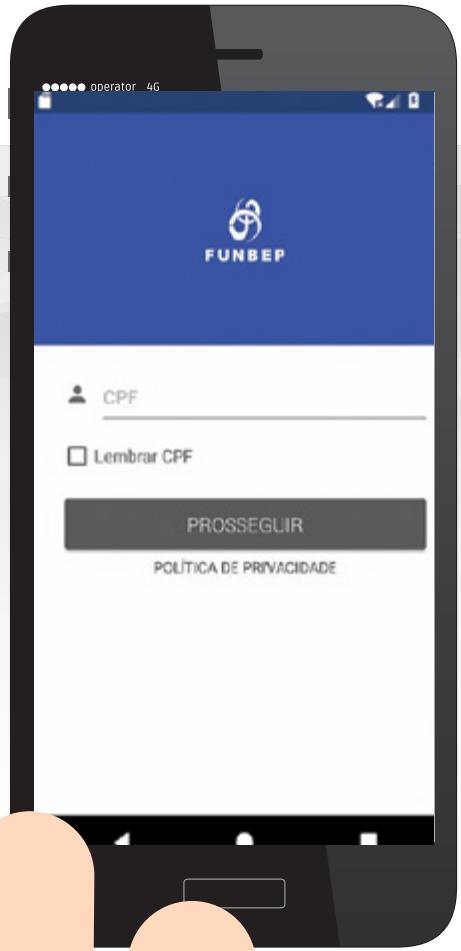 operator 4G
FUNBEP
CPF
Lembrar CPF
PROSSEGUIR
POLÍTICA DE PRIVACIDADE